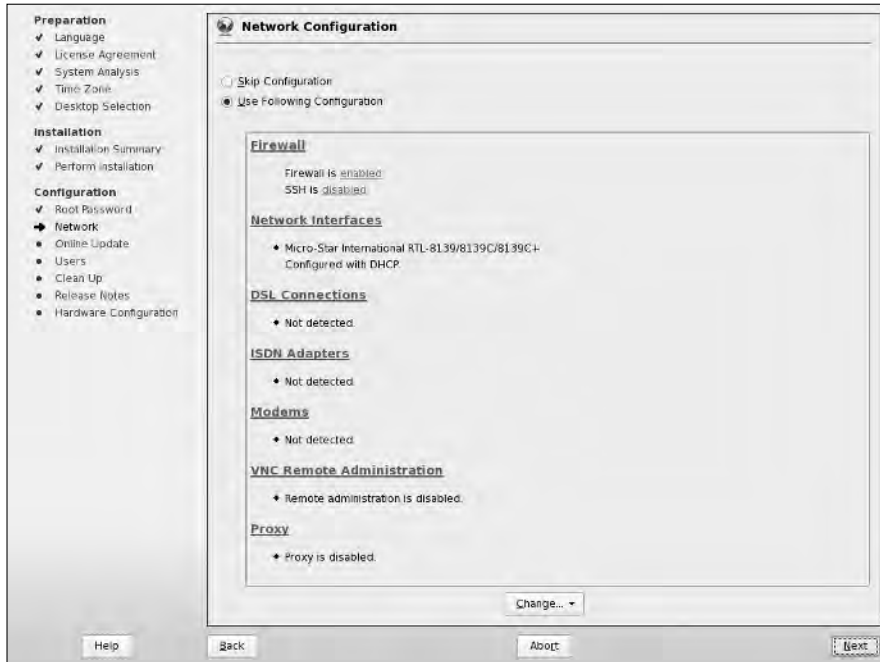 Preparation
Language
License Agreement
System Analysis
Time Zone
Desktop Selection
Installation
Installation Summary
Perform Installation
Configuration
Root Password
Network
Online Update
Users
Clean Up
Release Notes
Hardware Configuration
Network Configuration
Skip Configuration
Use Following Configuration
Firewall
Firewall is enabled
SSH is disabled
Network Interfaces
Micro-Star International RTL-8139/8139C/8139C+
Configured with DHCP.
DSL Connections
Not detected.
ISDN Adapters
Not detected.
Modems
Not detected.
VNC Remote Administration
Remote administration is disabled.
Proxy
Proxy is disabled.
Change...
Help
Back
Abort
Next